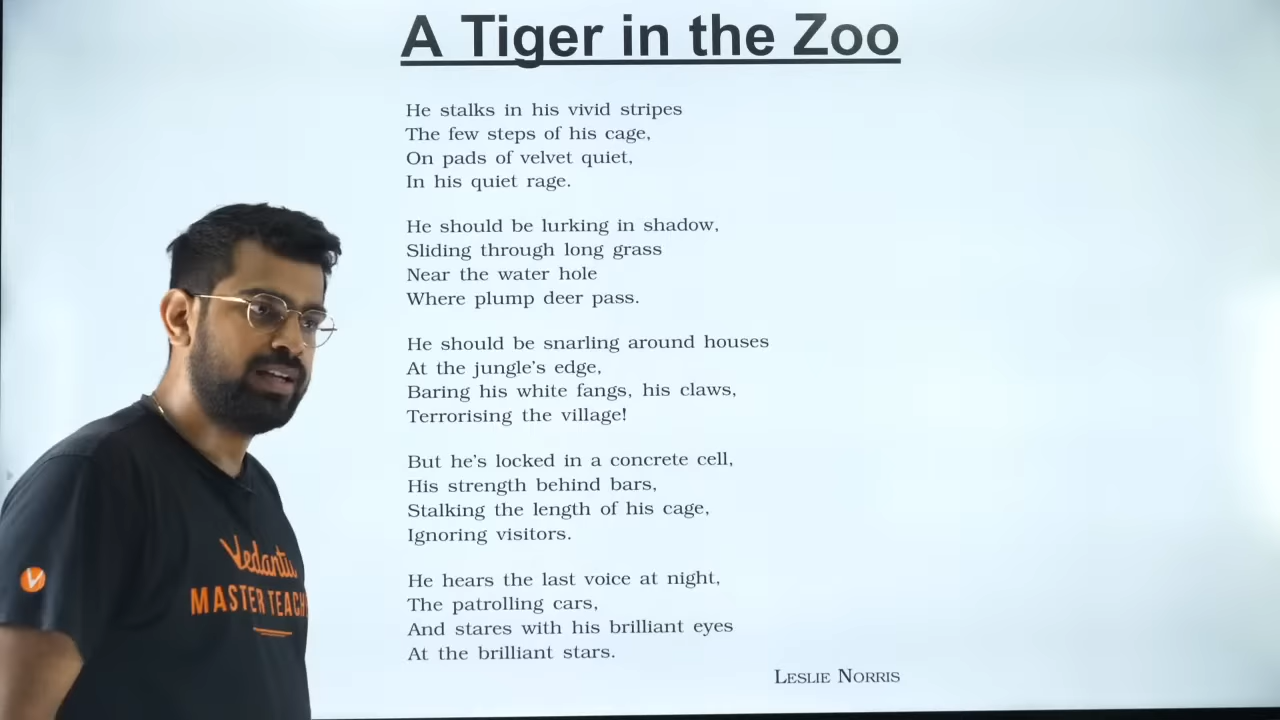 A Tiger in the Zoo
He stalks in his vivid stripes
The few steps of his cage,
On pads of velvet quiet,
In his quiet rage.
He should be lurking in shadow,
Sliding through long grass
Near the water hole
Where plump deer pass.
He should be snarling around houses
At the jungle's edge,
Baring his white fangs, his claws,
Terrorising the village!
But he's locked in a concrete cell,
His strength behind bars,
Stalking the length of his cage,
Ignoring visitors.
He hears the last voice at night,
The patrolling cars,
And stares with his brilliant eyes
At the brilliant stars.
LESLIE NORRIS
Vedantu
MASTER TEACH
V